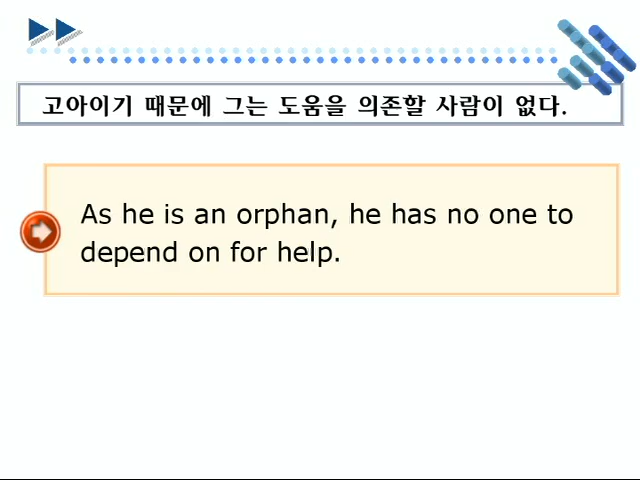 고아이기 때문에 그는 도움을 의존할 사람이 없다.
As he is an orphan, he has no one to
depend on for help.